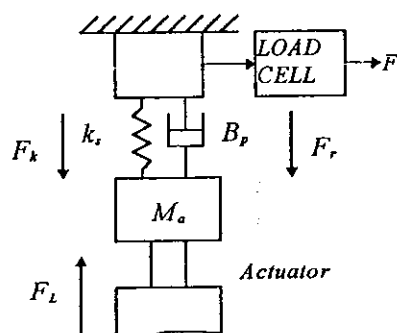 LOAD
CELL
F
F_k
k_s
B_p
F_r
M_a
F_L
Actuator